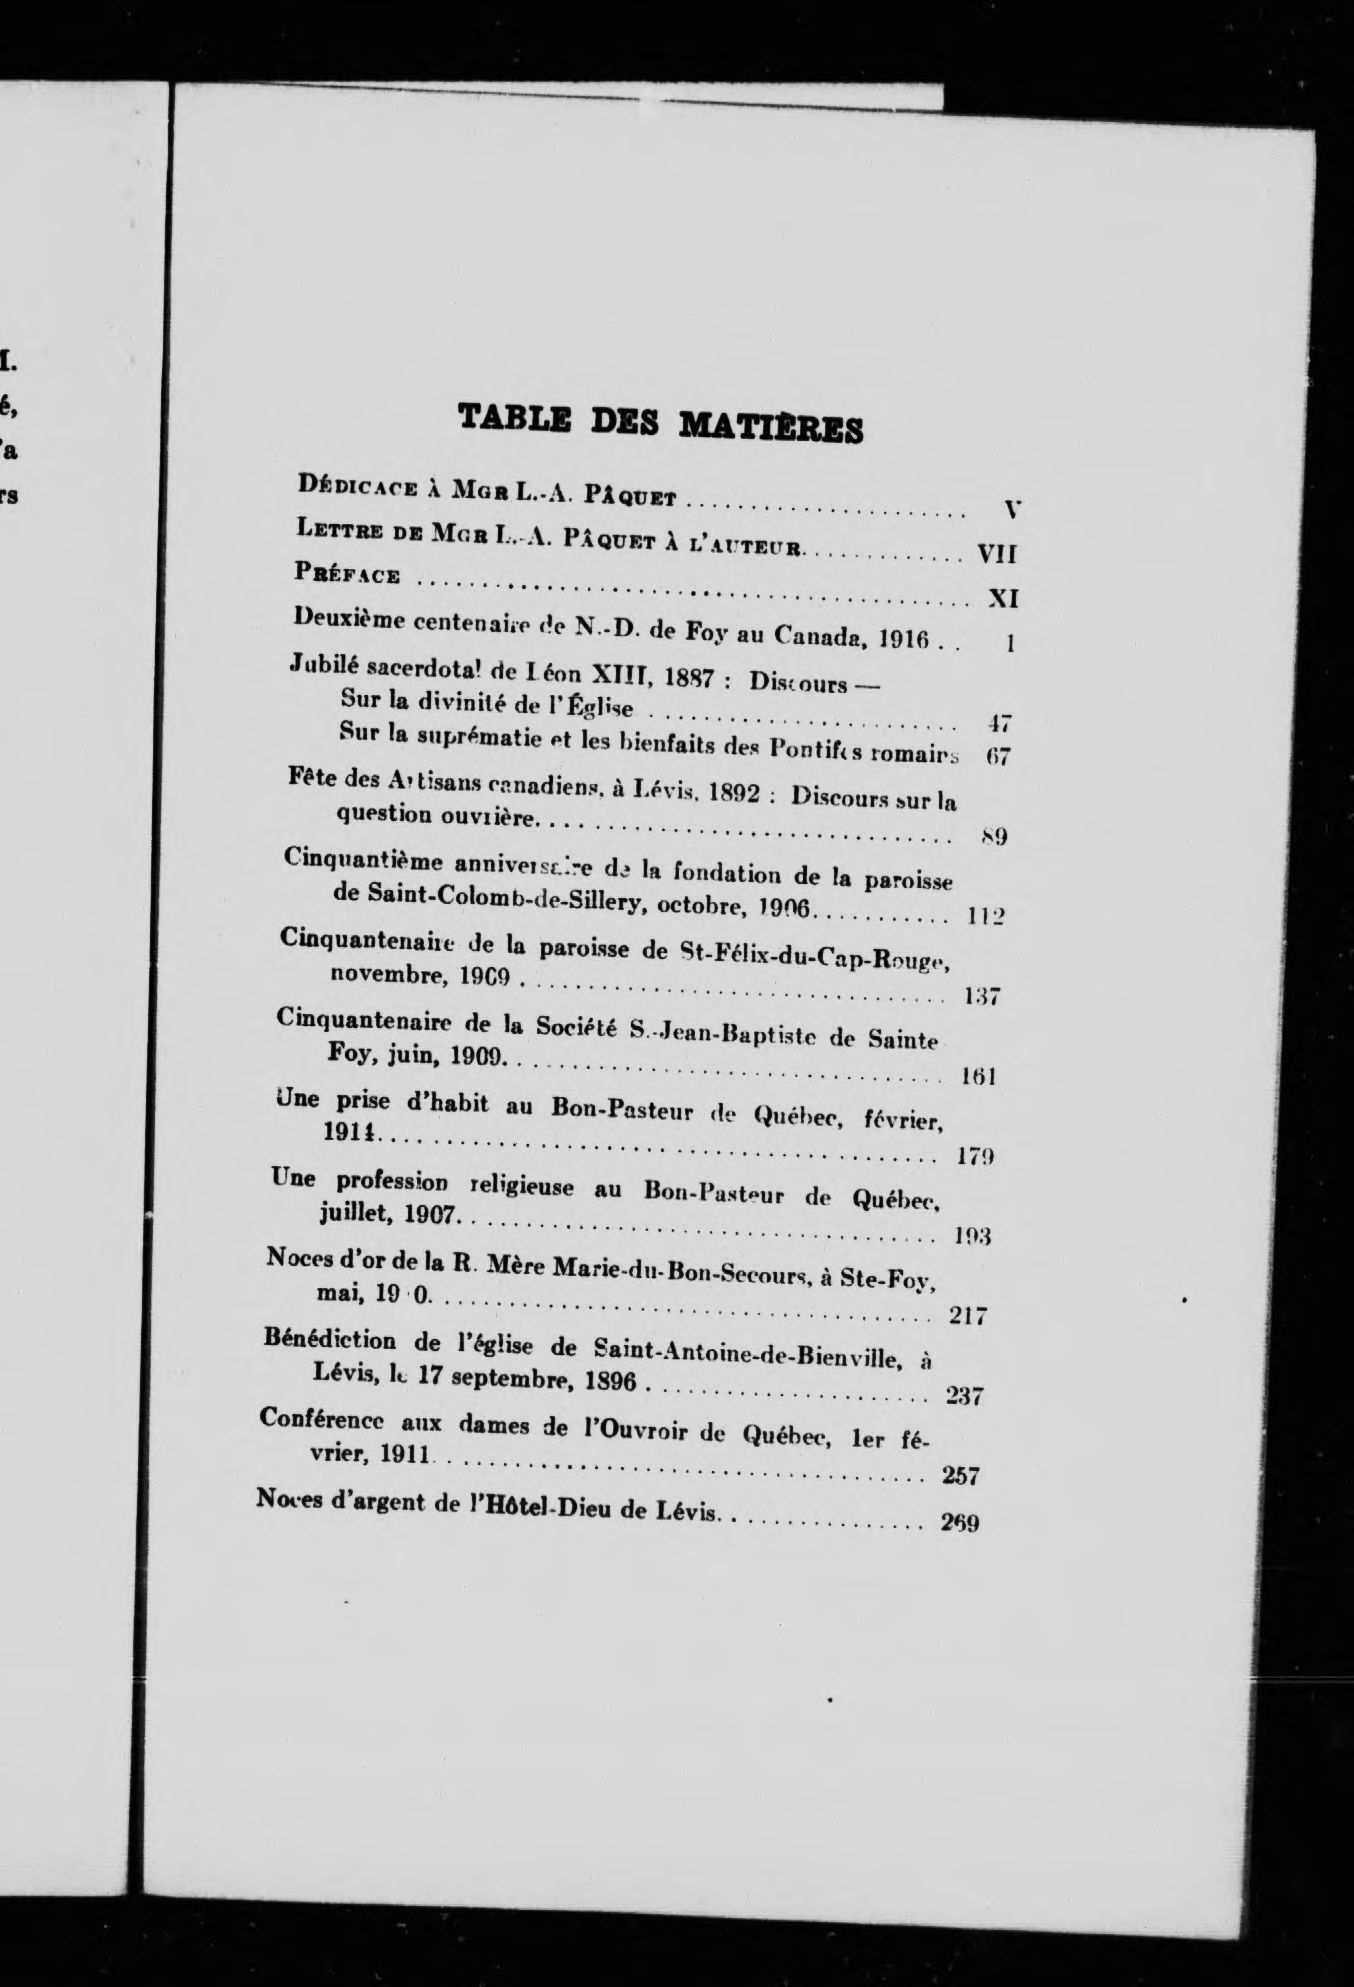 I.
é,
'a
rs
TABLE DES MATIÈRES
DÉDICACE À MGR L.-A. PÂQUET ...................... V
LETTRE DE MGR L.-A. PÂQUET À L'AUTEUR............. VII
PRÉFACE .......................................... XI
Deuxième centenaire de N.-D. de Foy au Canada, 1916 . . 1
Jubilé sacerdotal de Léon XIII, 1887 : Discours —
Sur la divinité de l'Église ........................ 47
Sur la suprématie et les bienfaits des Pontifes romains 67
Fête des Artisans canadiens, à Lévis, 1892 : Discours sur la
question ouvrière................................ 89
Cinquantième anniversaire de la fondation de la paroisse
de Saint-Colomb-de-Sillery, octobre, 1906........... 112
Cinquantenaire de la paroisse de St-Félix-du-Cap-Rouge,
novembre, 1909 ................................. 137
Cinquantenaire de la Société S.-Jean-Baptiste de Sainte
Foy, juin, 1909.................................. 161
Une prise d'habit au Bon-Pasteur de Québec, février,
1914........................................... 179
Une profession religieuse au Bon-Pasteur de Québec,
juillet, 1907..................................... 193
Noces d'or de la R. Mère Marie-du-Bon-Secours, à Ste-Foy,
mai, 19 0....................................... 217
Bénédiction de l'église de Saint-Antoine-de-Bienville, à
Lévis, le 17 septembre, 1896 ...................... 237
Conférence aux dames de l'Ouvroir de Québec, 1er fé-
vrier, 1911...................................... 257
Noces d'argent de l'Hôtel-Dieu de Lévis................ 269